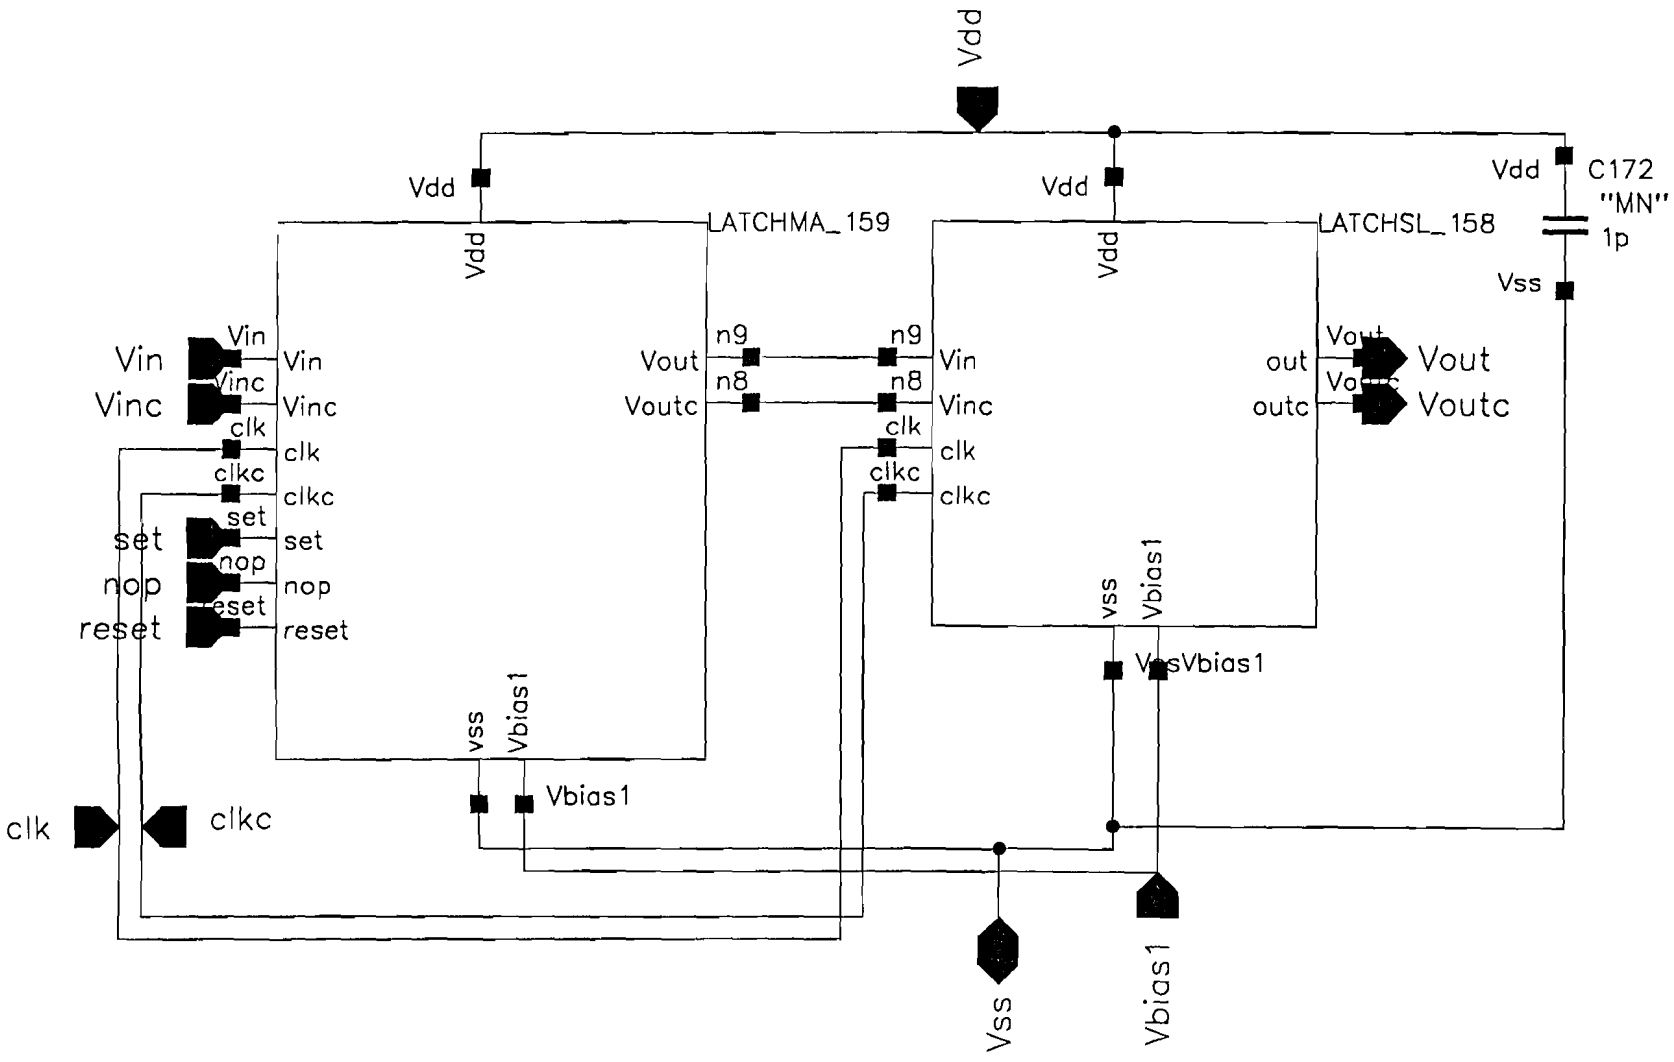 Vdd
Vdd
Vdd
Vdd
C172
"MN"
1p
LATCHMA_159
LATCHSL_158
Vdd
Vdd
Vss
Vin
Vin
Vin
Vout
n9
n9
Vin
out
Vout
Vinc
Vinc
Vinc
Voutc
n8
n8
Vinc
outc
Voutc
clk
clk
clk
clk
clkc
clkc
clkc
clkc
set
set
set
nop
nop
nop
reset
reset
vss
Vbias1
vss
Vbias1
Vbias1
Vbias1
clk
clkc
Vss
Vbias1